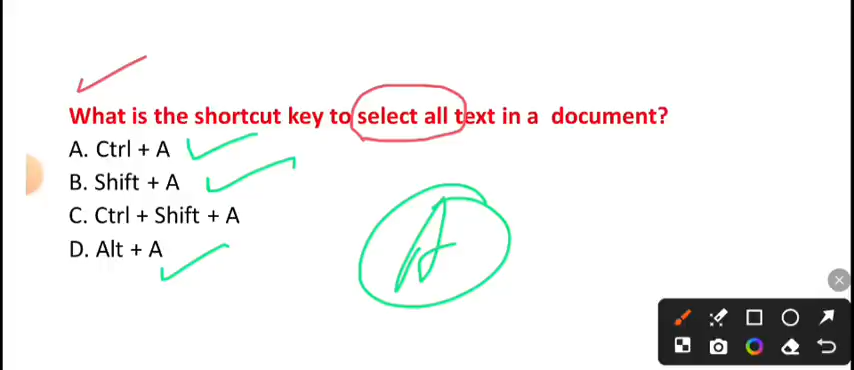 What is the shortcut key to select all text in a document?
A. Ctrl + A
B. Shift + A
C. Ctrl + Shift + A
D. Alt + A
A